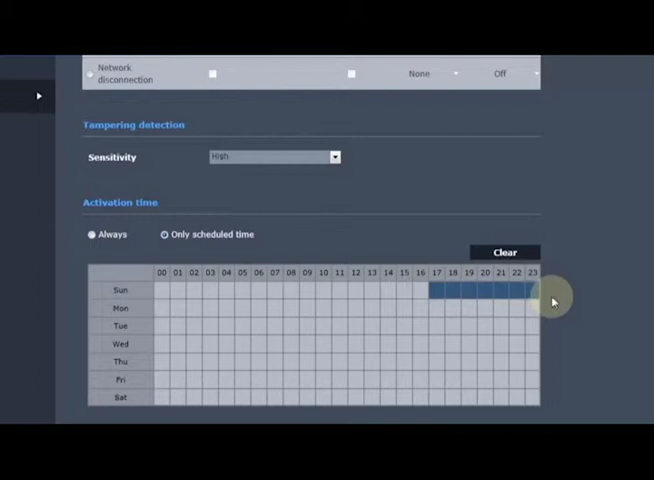 Network
disconnection None Off
Tampering detection
Sensitivity High
Activation time
Always Only scheduled time
Clear
00 01 02 03 04 05 06 07 08 09 10 11 12 13 14 15 16 17 18 19 20 21 22 23
Sun
Mon
Tue
Wed
Thu
Fri
Sat